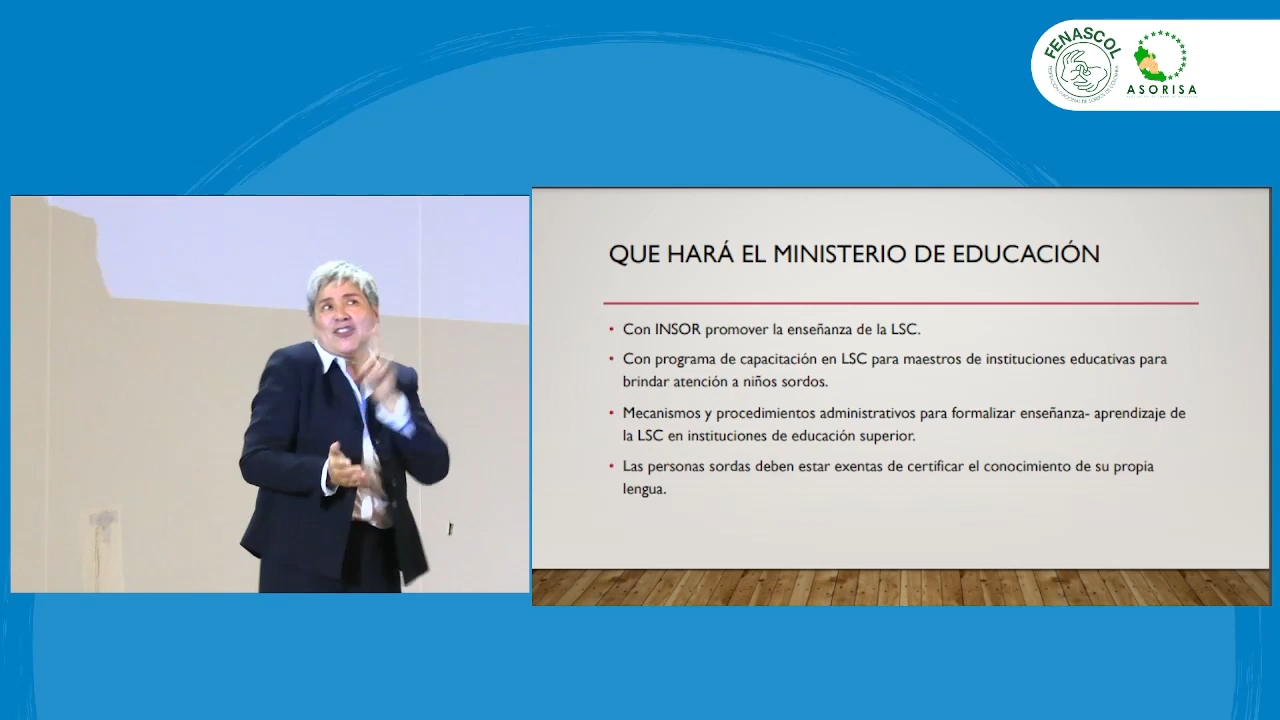 FENASCOL
ASORISA
QUE HARÁ EL MINISTERIO DE EDUCACIÓN
• Con INSOR promover la enseñanza de la LSC.
• Con programa de capacitación en LSC para maestros de instituciones educativas para
brindar atención a niños sordos.
• Mecanismos y procedimientos administrativos para formalizar enseñanza- aprendizaje de
la LSC en instituciones de educación superior.
• Las personas sordas deben estar exentas de certificar el conocimiento de su propia
lengua.